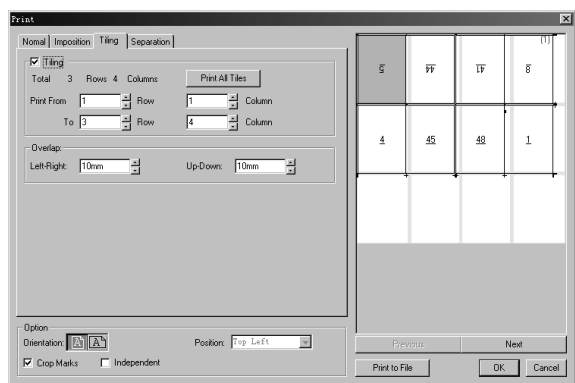 Print
Nomal Imposition Tiling Separation
Tiling
Total 3 Rows 4 Columns Print All Tiles
Print From 1 Row 1 Column
To 3 Row 4 Column
Overlap:
Left-Right: 10mm Up-Down: 10mm
Option
Orientation: A A Position: Top Left
Crop Marks Independent
(1)
5 44 41 8
4 45 48 1
Previous Next
Print to File OK Cancel